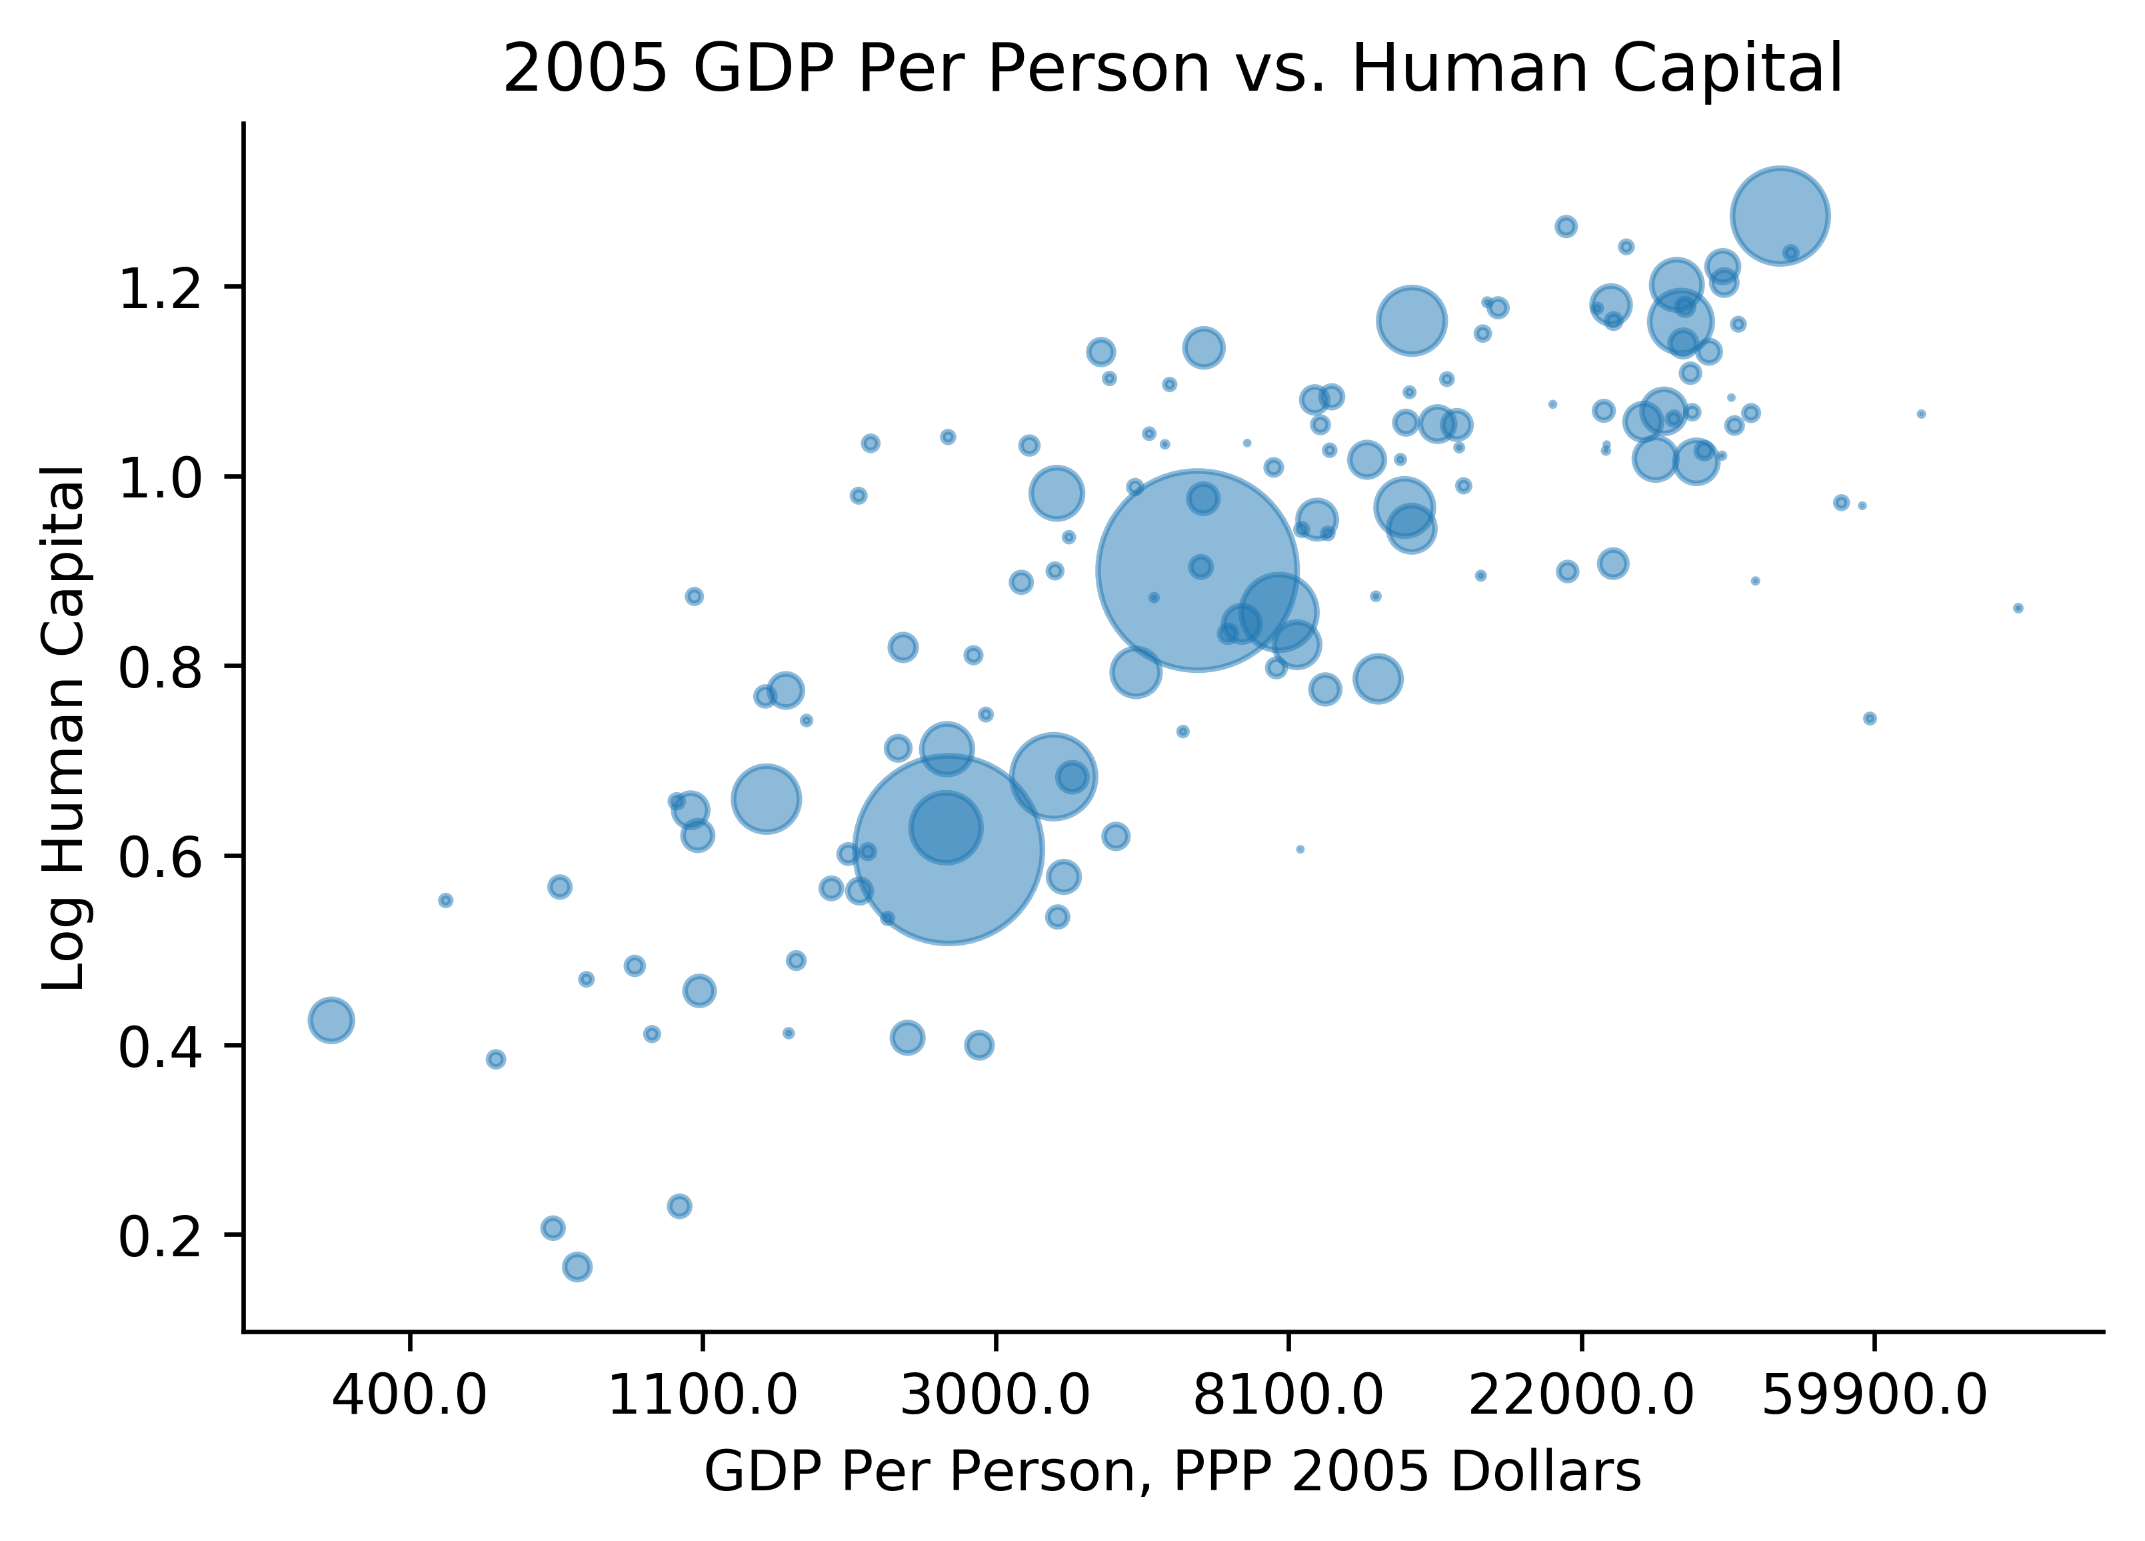 2005 GDP Per Person vs. Human Capital
Log Human Capital
1.2
1.0
0.8
0.6
0.4
0.2
400.0 1100.0 3000.0 8100.0 22000.0 59900.0
GDP Per Person, PPP 2005 Dollars